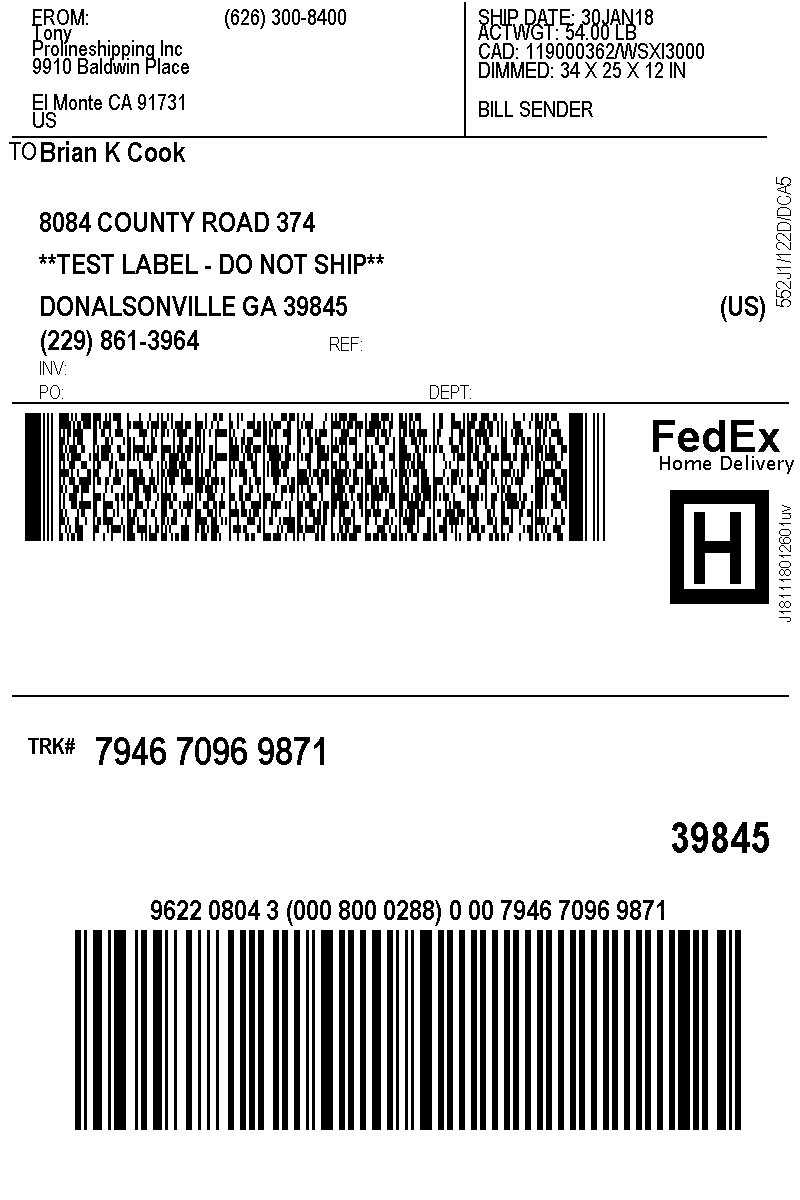 FROM: (626) 300-8400
Tony
Prolineshipping Inc
9910 Baldwin Place
El Monte CA 91731
US
SHIP DATE: 30JAN18
ACTWGT: 54.00 LB
CAD: 119000362/WSXI3000
DIMMED: 34 X 25 X 12 IN
BILL SENDER
TO Brian K Cook
8084 COUNTY ROAD 374
**TEST LABEL - DO NOT SHIP**
DONALSONVILLE GA 39845 (US)
(229) 861-3964 REF:
INV:
PO: DEPT:
552J1/122D/DCA5
FedEx
Home Delivery
H
J181118012601uv
TRK# 7946 7096 9871
39845
9622 0804 3 (000 800 0288) 0 00 7946 7096 9871